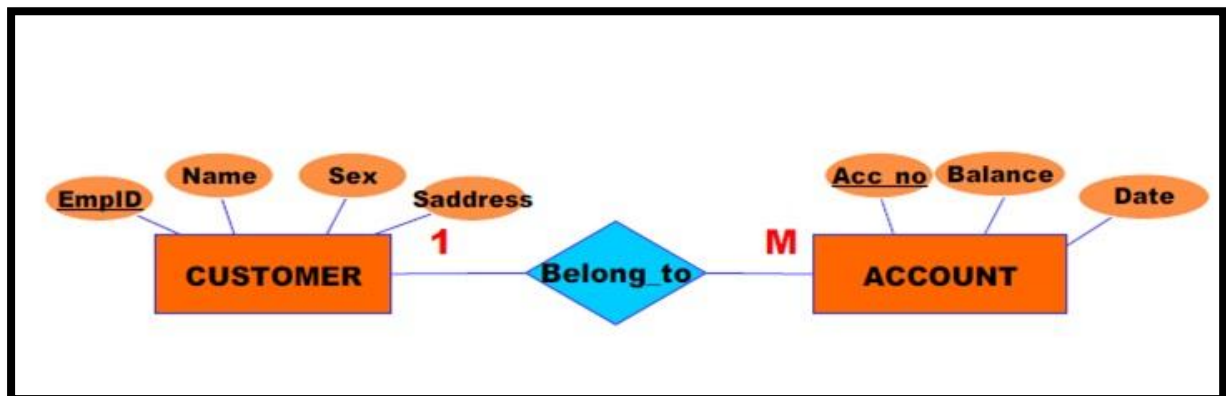 EmpID
Name
Sex
Saddress
Acc_no
Balance
Date
CUSTOMER
1
Belong_to
M
ACCOUNT